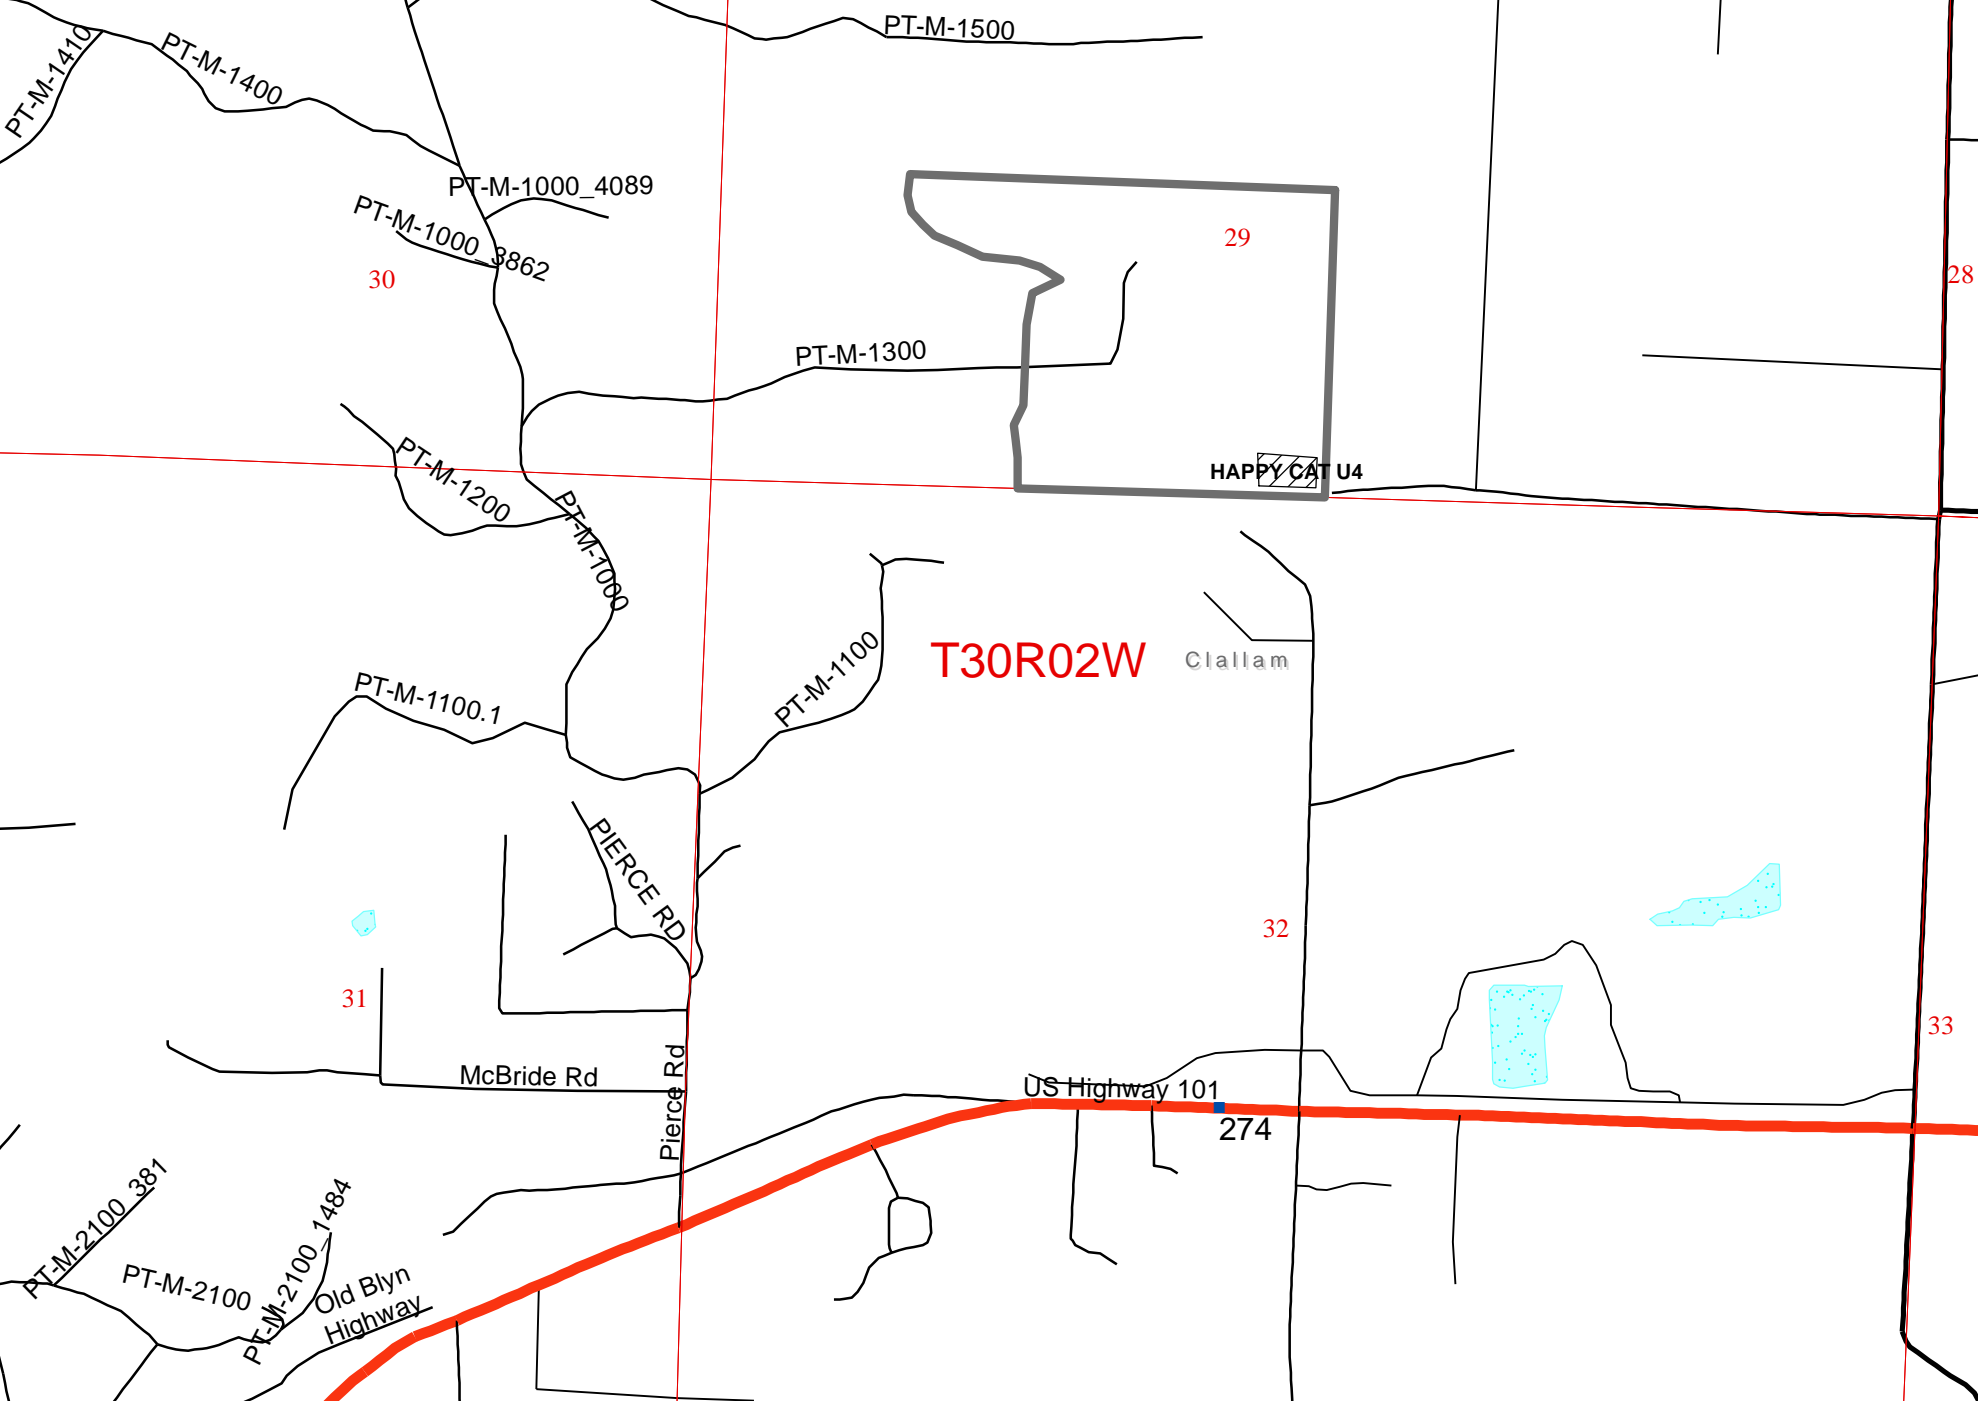 PT-M-1500
PT-M-1410
PT-M-1400
PT-M-1000_4089
PT-M-1000_3862
29
30
28
PT-M-1300
HAPPY CAT U4
PT-M-1200
PT-M-1000
T30R02W
Clallam
PT-M-1100
PT-M-1100.1
PIERCE RD
32
31
33
McBride Rd
Pierce Rd
US Highway 101
274
PT-M-2100_381
PT-M-2100
PT-M-2100_1484
Old Blyn
Highway